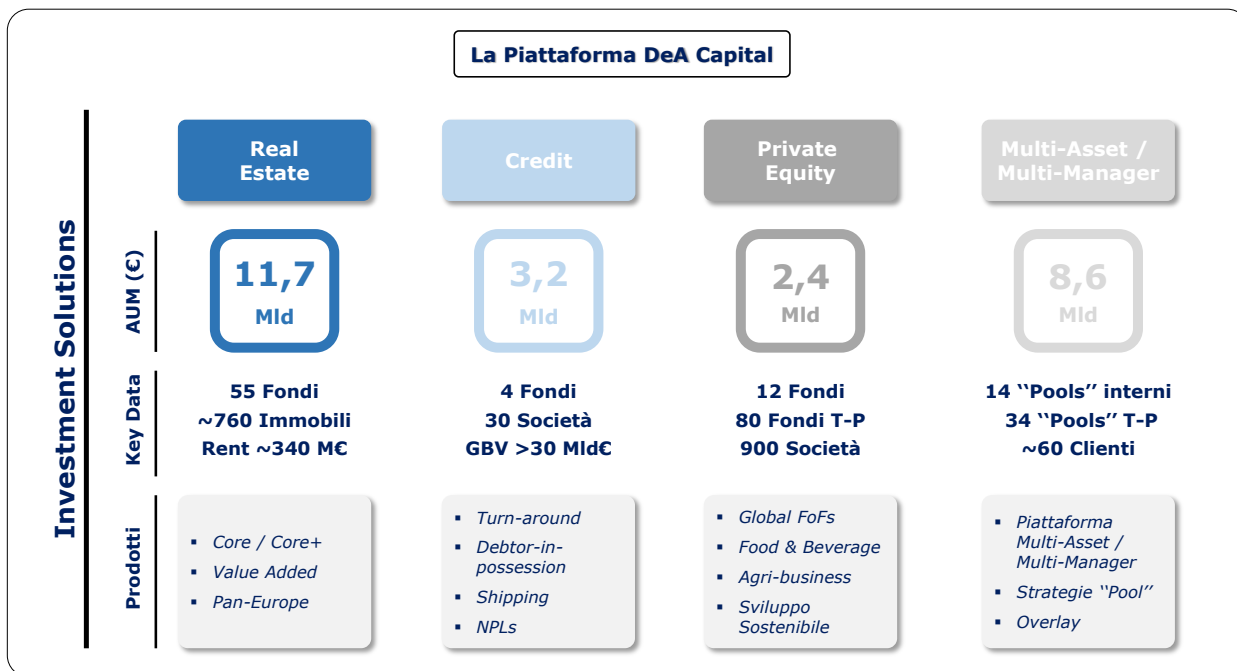 La Piattaforma DeA Capital
Investment Solutions
Real
Estate
Credit
Private
Equity
Multi-Asset /
Multi-Manager
AUM (€)
11,7
Mld
3,2
Mld
2,4
Mld
8,6
Mld
Key Data
55 Fondi
~760 Immobili
Rent ~340 M€
4 Fondi
30 Società
GBV >30 Mld€
12 Fondi
80 Fondi T-P
900 Società
14 ‘‘Pools’’ interni
34 ‘‘Pools’’ T-P
~60 Clienti
Prodotti
▪ Core / Core+
▪ Value Added
▪ Pan-Europe
▪ Turn-around
▪ Debtor-in-
possession
▪ Shipping
▪ NPLs
▪ Global FoFs
▪ Food & Beverage
▪ Agri-business
▪ Sviluppo
Sostenibile
▪ Piattaforma
Multi-Asset /
Multi-Manager
▪ Strategie ‘‘Pool’’
▪ Overlay